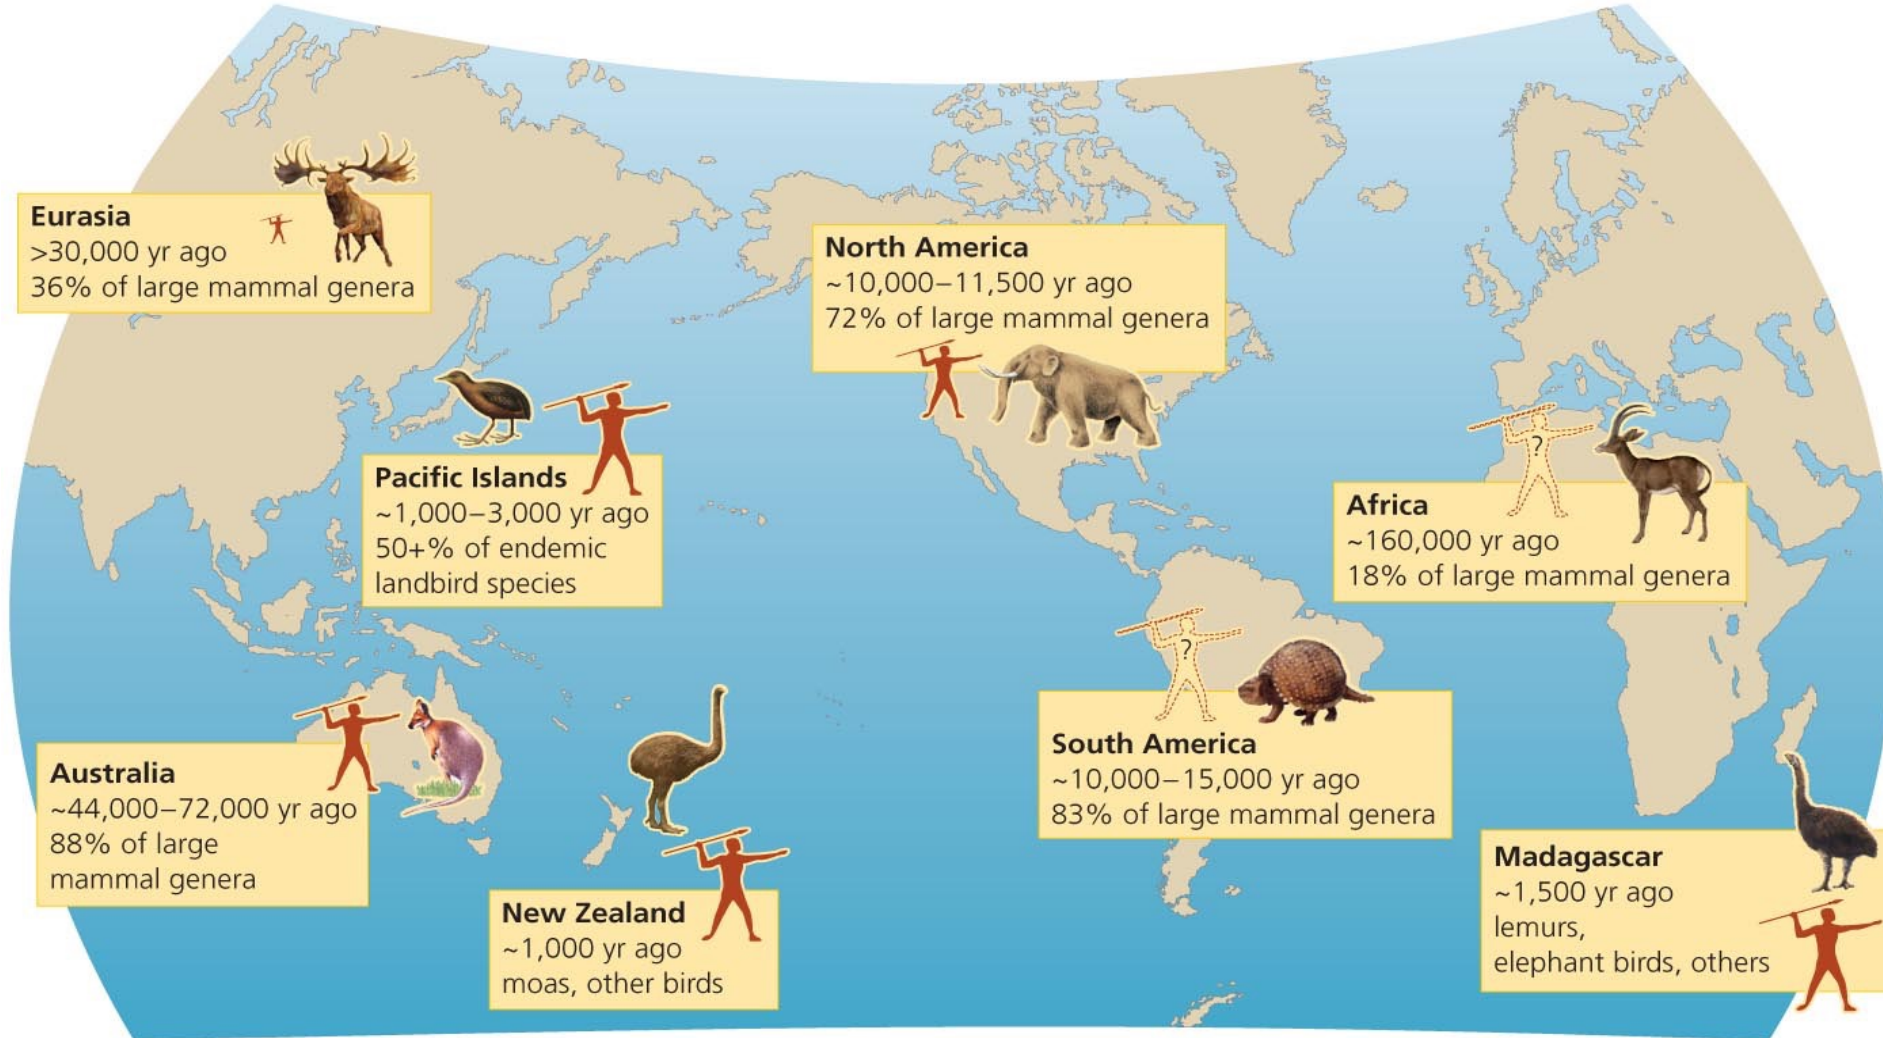 Eurasia
>30,000 yr ago
36% of large mammal genera
North America
~10,000–11,500 yr ago
72% of large mammal genera
Pacific Islands
~1,000–3,000 yr ago
50+% of endemic
landbird species
?
Africa
~160,000 yr ago
18% of large mammal genera
?
South America
~10,000–15,000 yr ago
83% of large mammal genera
Australia
~44,000–72,000 yr ago
88% of large
mammal genera
New Zealand
~1,000 yr ago
moas, other birds
Madagascar
~1,500 yr ago
lemurs,
elephant birds, others